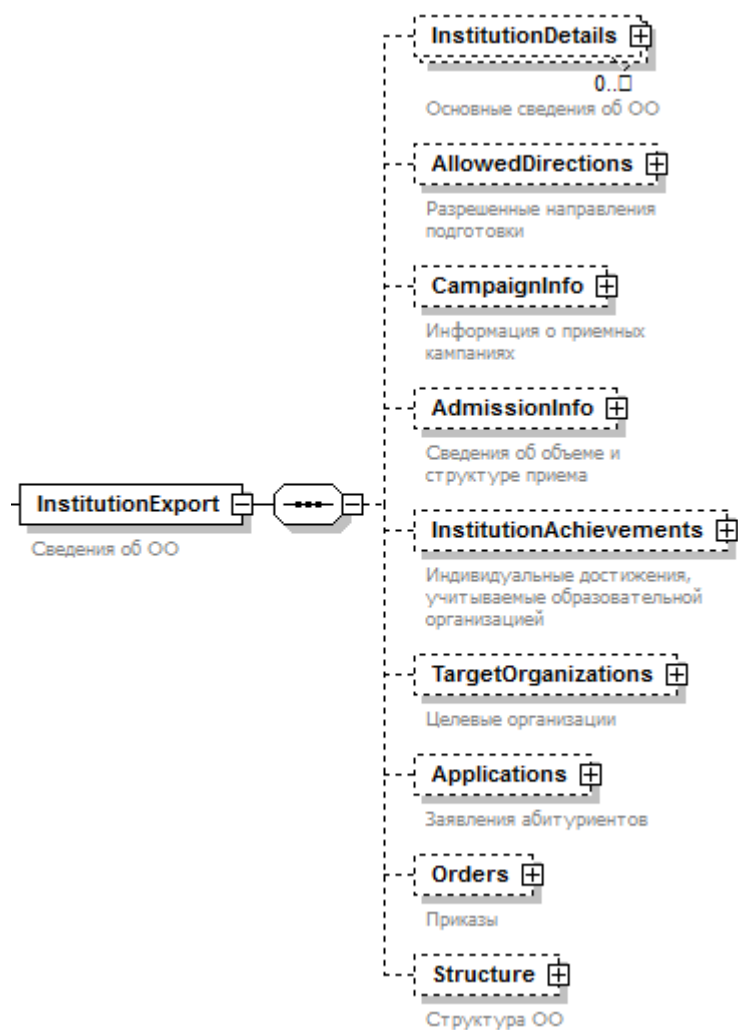 InstitutionDetails
0..□
Основные сведения об ОО
AllowedDirections
Разрешенные направления
подготовки
CampaignInfo
Информация о приемных
кампаниях
AdmissionInfo
Сведения об объеме и
структуре приема
InstitutionExport
Сведения об ОО
InstitutionAchievements
Индивидуальные достижения,
учитываемые образовательной
организацией
TargetOrganizations
Целевые организации
Applications
Заявления абитуриентов
Orders
Приказы
Structure
Структура ОО